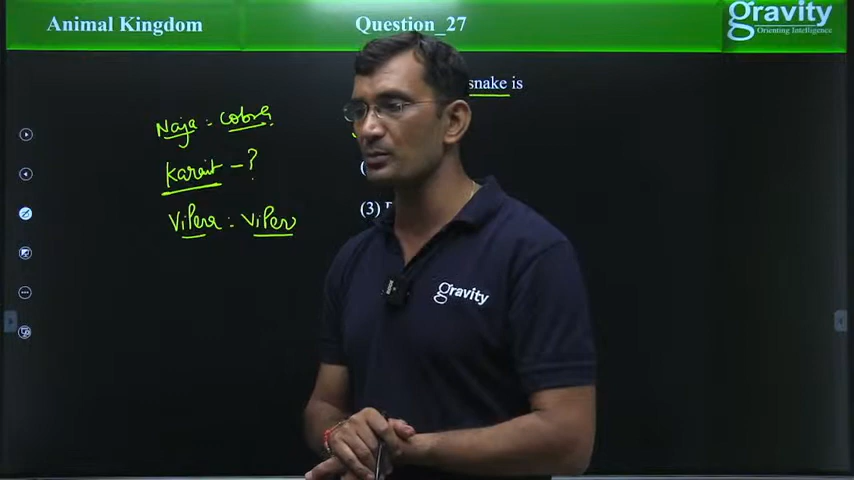 Animal Kingdom
Question_27
gravity
Orienting Intelligence
snake is
Naja = Cobra
Karait - ?
(3)
Vipera = Viper
gravity